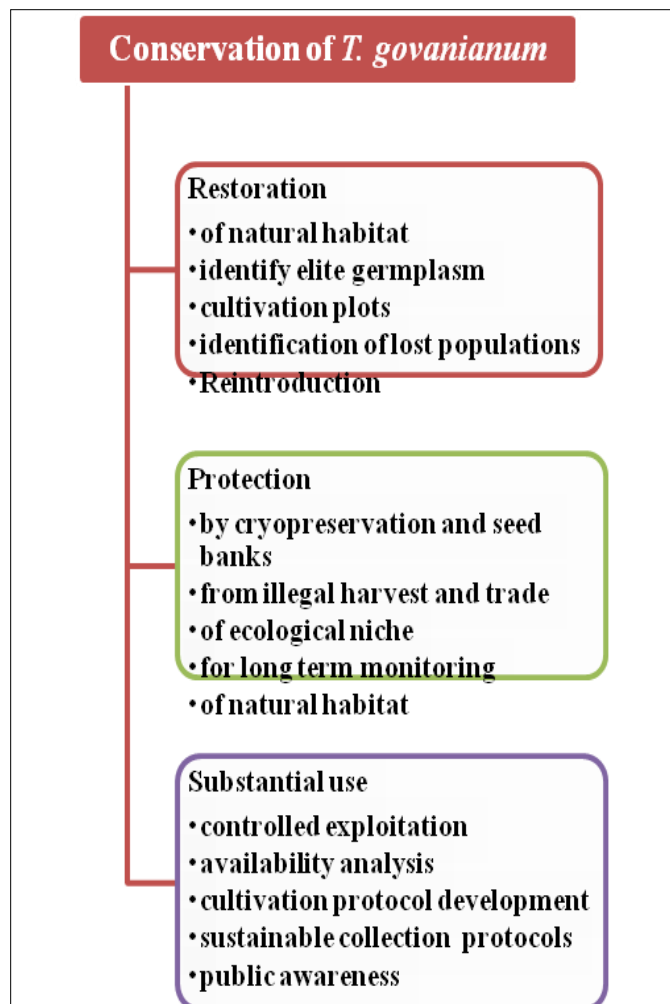 Conservation of T. govanianum
Restoration
•of natural habitat
•identify elite germplasm
•cultivation plots
•identification of lost populations
•Reintroduction
Protection
•by cryopreservation and seed
banks
•from illegal harvest and trade
•of ecological niche
•for long term monitoring
•of natural habitat
Substantial use
•controlled exploitation
•availability analysis
•cultivation protocol development
•sustainable collection protocols
•public awareness